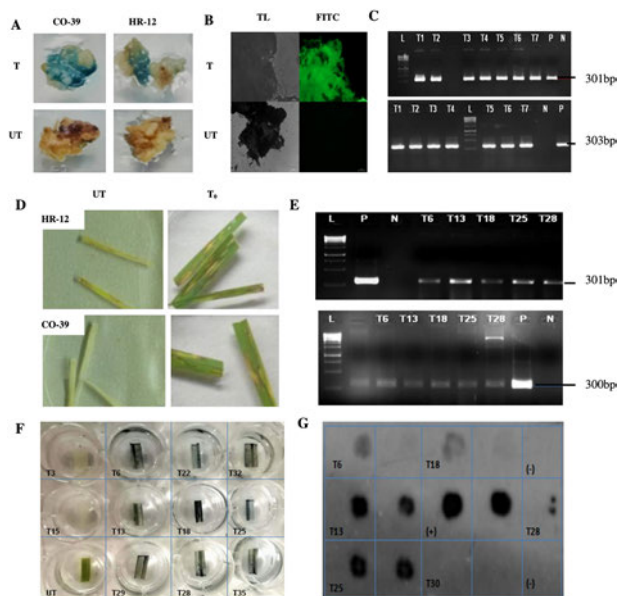 A CO-39 HR-12
T
UT
B TL FITC
T
UT
C L T1 T2 T3 T4 T5 T6 T7 P N
301bp
T1 T2 T3 T4 L T5 T6 T7 N P
303bp
D UT T0
HR-12
CO-39
E L P N T6 T13 T18 T25 T28
301bp
L T6 T13 T18 T25 T28 P N
300bp
F
T3 T6 T22 T32
T15 T13 T18 T25
UT T29 T28 T35
G
T6 T18 (-)
T13 (+) T28
T25 T30 (-)